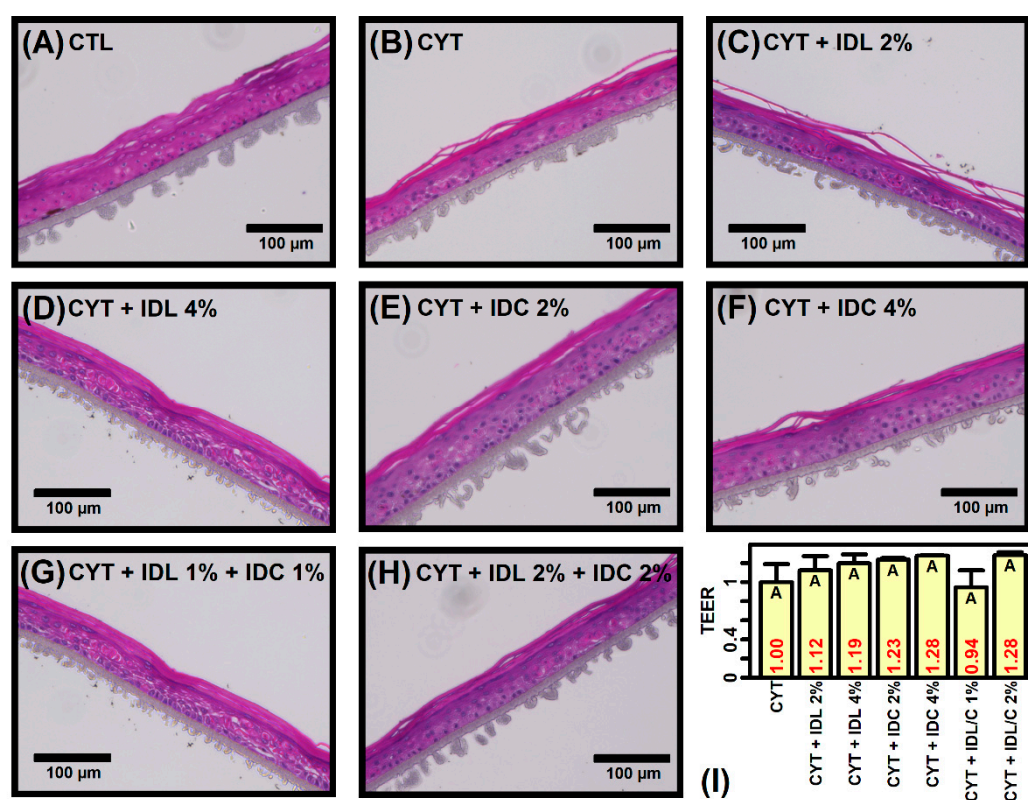 (A) CTL
100 µm
(B) CYT
100 µm
(C) CYT + IDL 2%
100 µm
(D) CYT + IDL 4%
100 µm
(E) CYT + IDC 2%
100 µm
(F) CYT + IDC 4%
100 µm
(G) CYT + IDL 1% + IDC 1%
100 µm
(H) CYT + IDL 2% + IDC 2%
100 µm
TEER
0 0.4 1
A A A A A A A
1.00 1.12 1.19 1.23 1.28 0.94 1.28
CYT
CYT + IDL 2%
CYT + IDL 4%
CYT + IDC 2%
CYT + IDC 4%
CYT + IDL/C 1%
CYT + IDL/C 2%
(I)